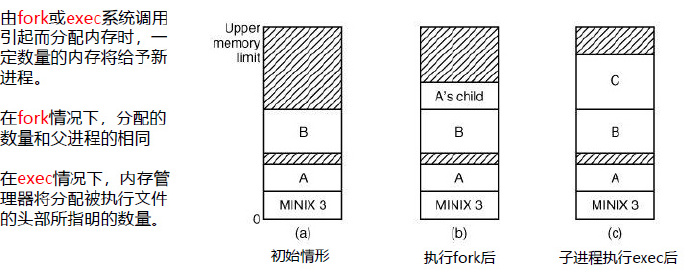 由fork或exec系统调用
引起而分配内存时，一
定数量的内存将给予新
进程。
在fork情况下，分配的
数量和父进程的相同
在exec情况下，内存管
理器将分配被执行文件
的头部所指明的数量。
Upper
memory
limit
B
A
MINIX 3
0
(a)
初始情形
A's child
B
A
MINIX 3
(b)
执行fork后
C
B
A
MINIX 3
(c)
子进程执行exec后